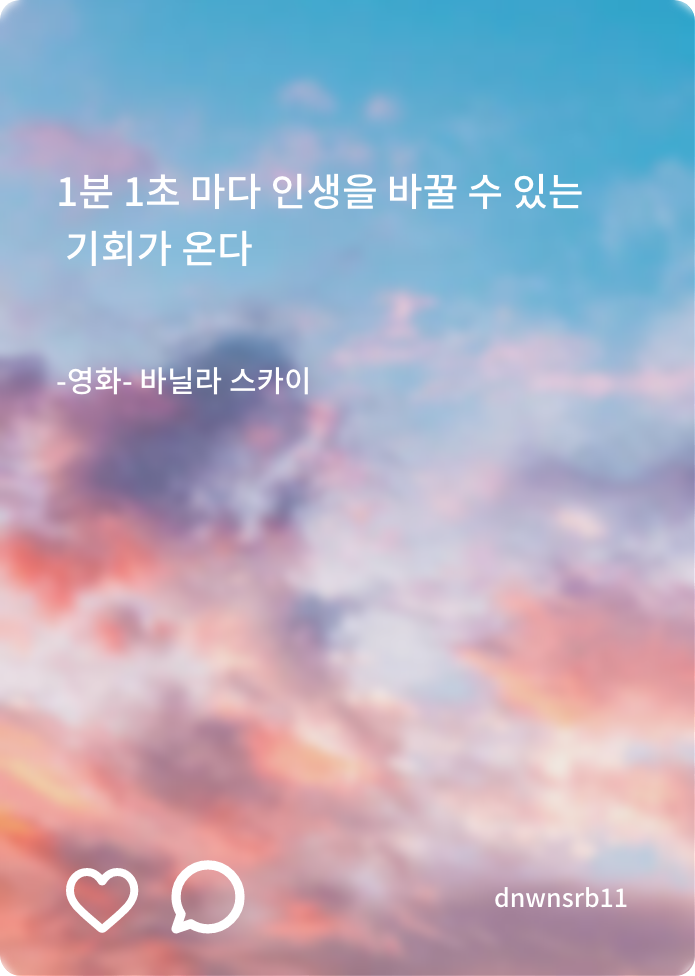 1분 1초 마다 인생을 바꿀 수 있는
기회가 온다
-영화- 바닐라 스카이
dnwnsrb11